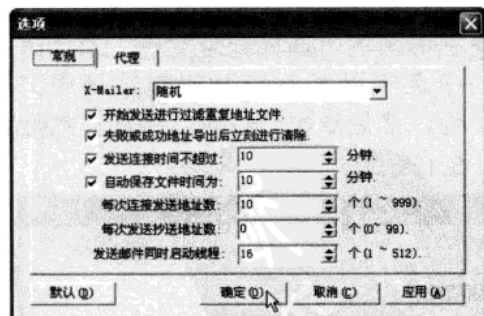 选项
常规 代理
X-Mailer: 随机
开始发送进行过滤重复地址文件.
失败或成功地址导出后立刻进行清除.
发送连接时间不超过: 10 分钟.
自动保存文件时间为: 10 分钟.
每次连接发送地址数: 10 个(1 ~ 999).
每次发送抄送地址数: 0 个(0~ 99).
发送邮件同时启动线程: 16 个(1 ~ 512).
默认(D) 确定(O) 取消(C) 应用(A)